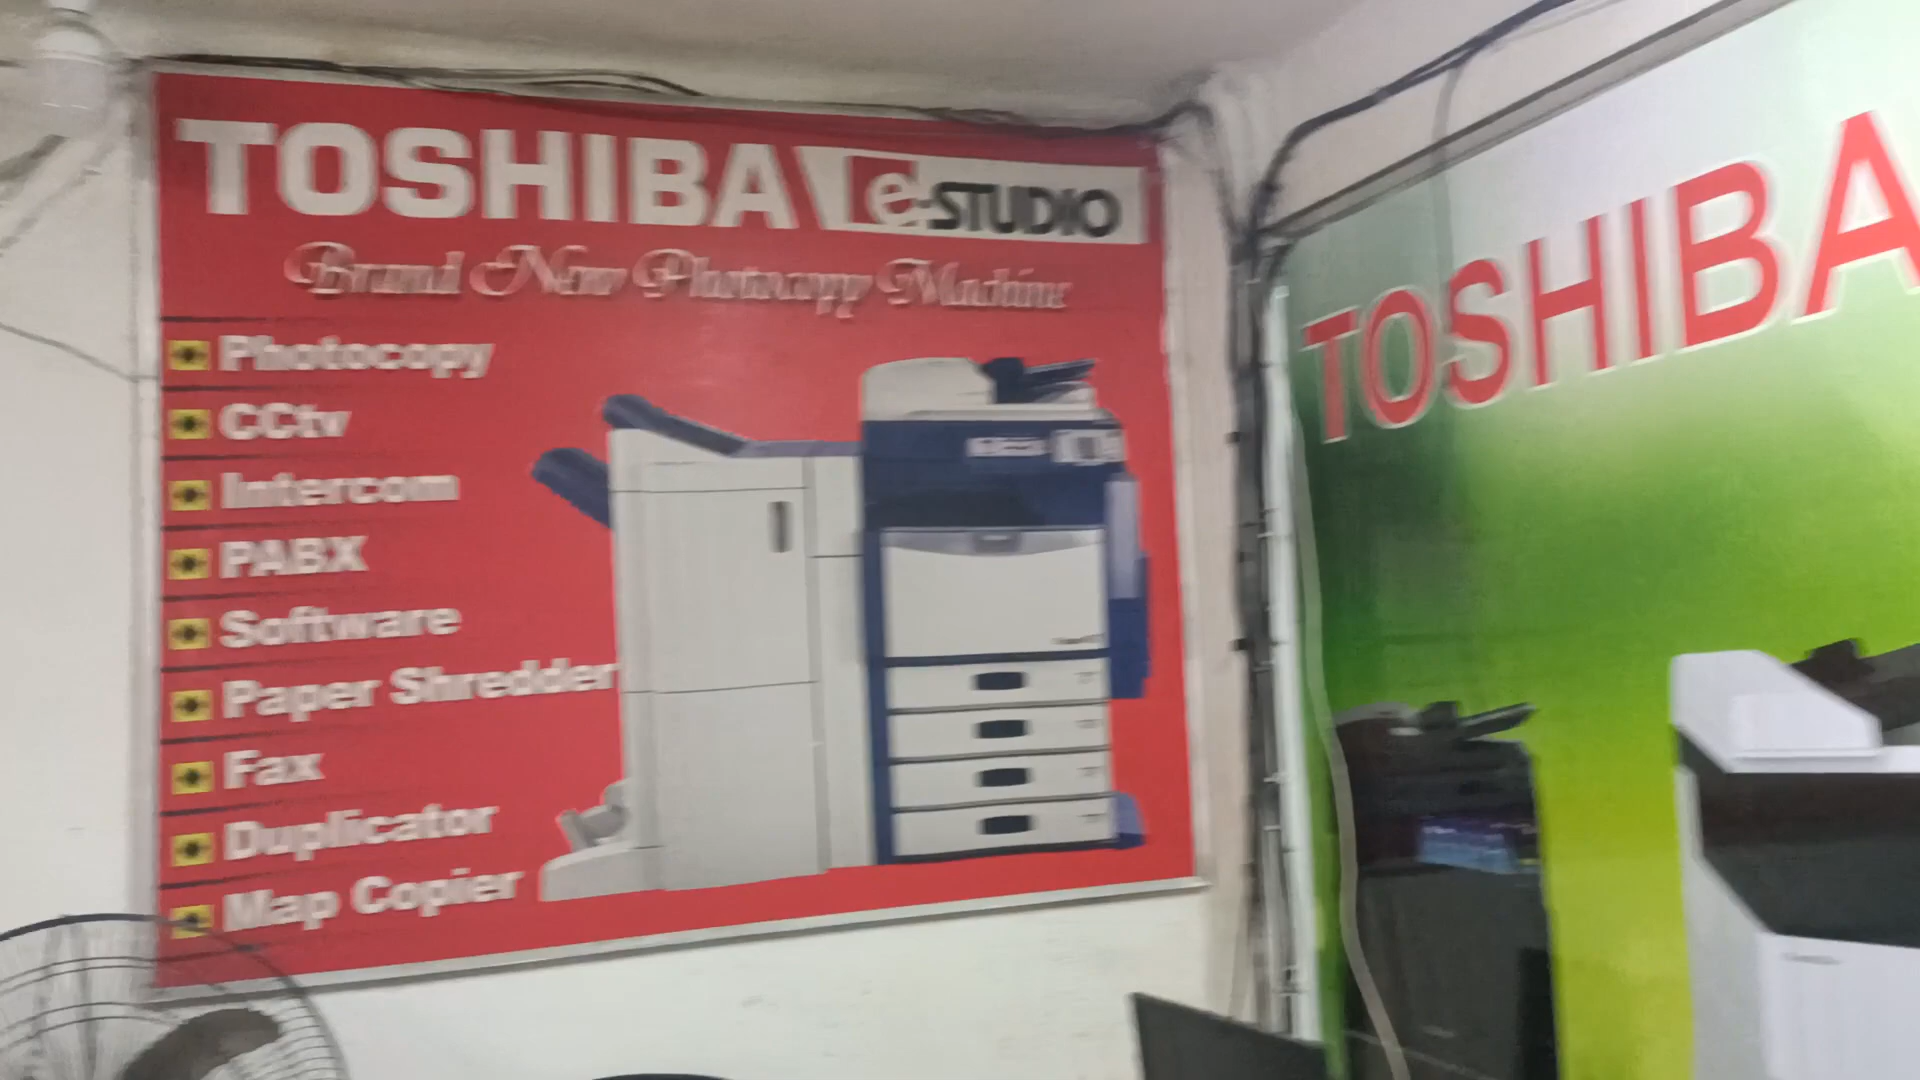 TOSHIBA e-STUDIO
Brand New Photocopy Machine
Photocopy
CCtv
Intercom
PABX
Software
Paper Shredder
Fax
Duplicator
Map Copier
TOSHIBA